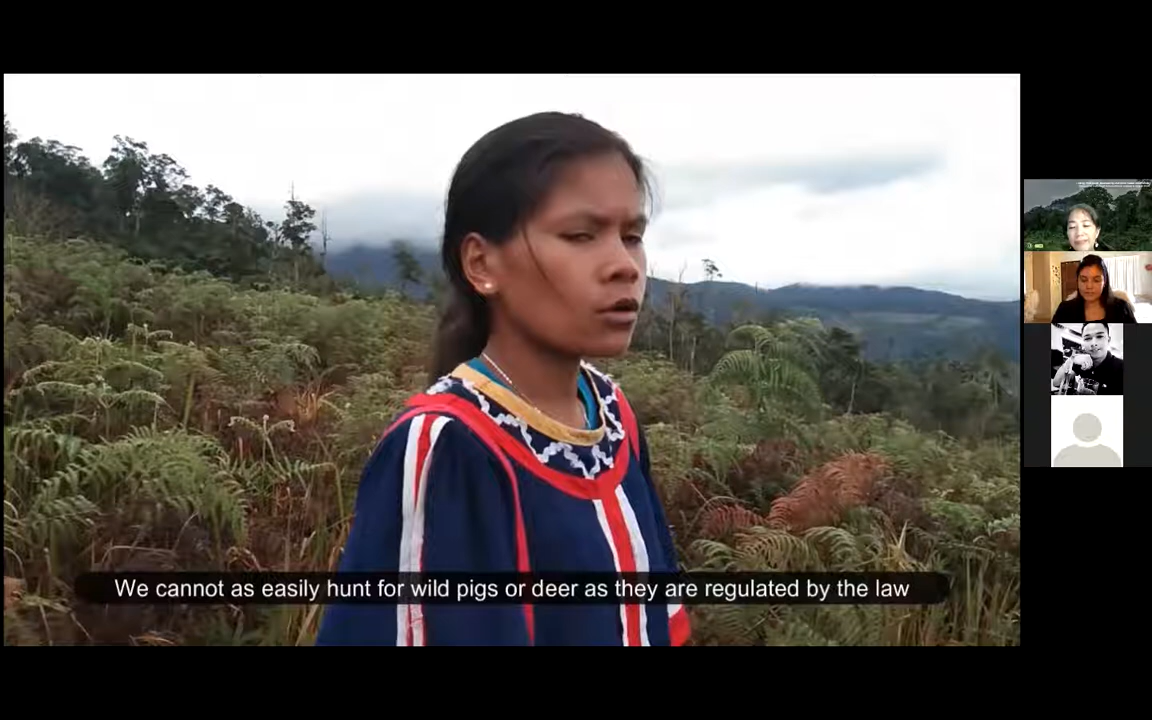 We cannot as easily hunt for wild pigs or deer as they are regulated by the law